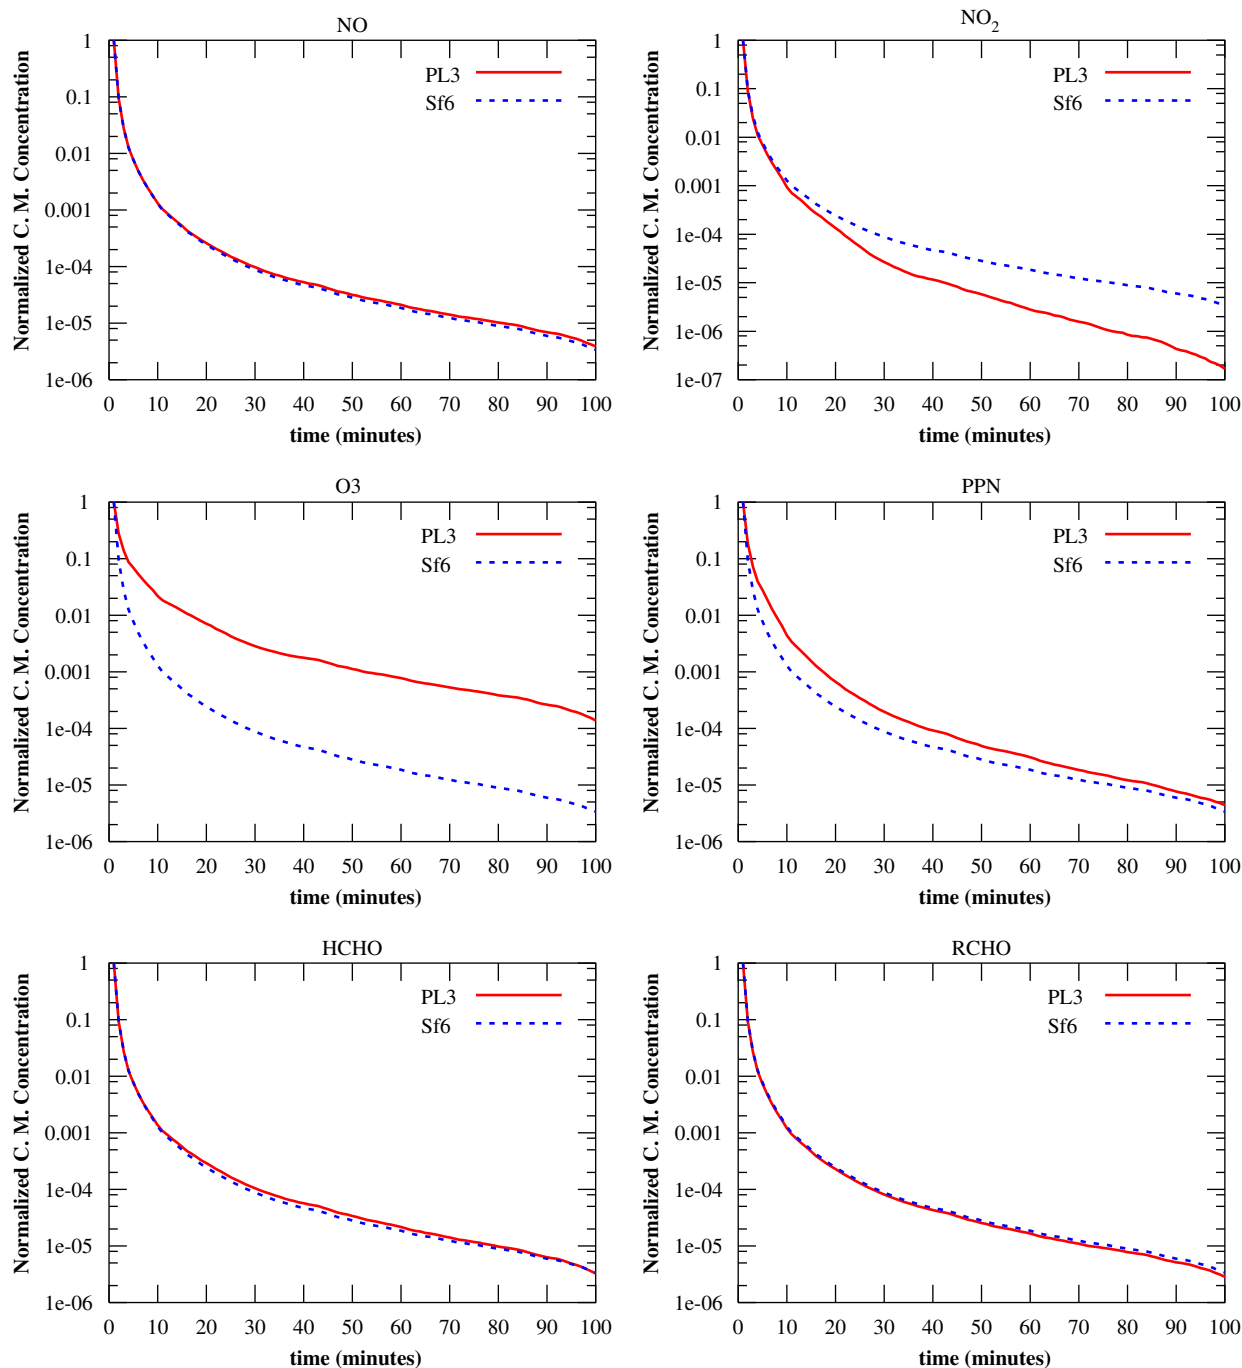 NO
Normalized C. M. Concentration
1
0.1
0.01
0.001
1e-04
1e-05
1e-06
PL3
Sf6
0 10 20 30 40 50 60 70 80 90 100
time (minutes)
NO2
Normalized C. M. Concentration
1
0.1
0.01
0.001
1e-04
1e-05
1e-06
1e-07
PL3
Sf6
0 10 20 30 40 50 60 70 80 90 100
time (minutes)
O3
Normalized C. M. Concentration
1
0.1
0.01
0.001
1e-04
1e-05
1e-06
PL3
Sf6
0 10 20 30 40 50 60 70 80 90 100
time (minutes)
PPN
Normalized C. M. Concentration
1
0.1
0.01
0.001
1e-04
1e-05
1e-06
PL3
Sf6
0 10 20 30 40 50 60 70 80 90 100
time (minutes)
HCHO
Normalized C. M. Concentration
1
0.1
0.01
0.001
1e-04
1e-05
1e-06
PL3
Sf6
0 10 20 30 40 50 60 70 80 90 100
time (minutes)
RCHO
Normalized C. M. Concentration
1
0.1
0.01
0.001
1e-04
1e-05
1e-06
PL3
Sf6
0 10 20 30 40 50 60 70 80 90 100
time (minutes)